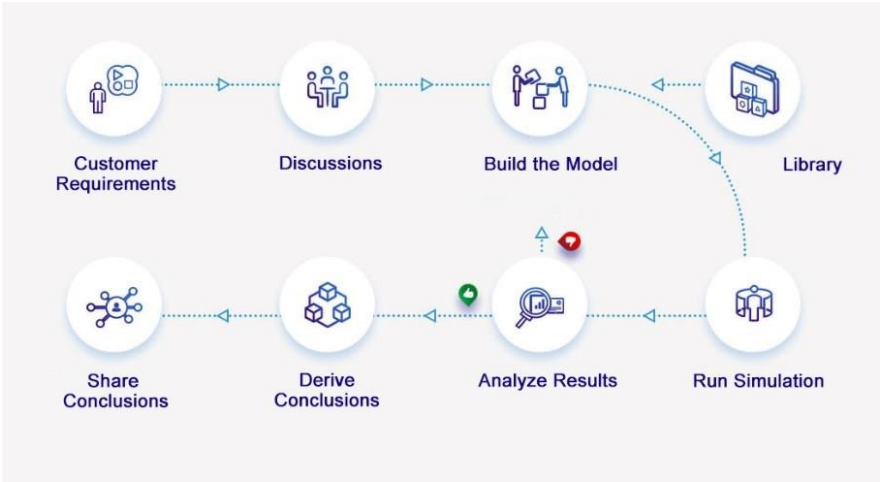 Customer
Requirements
Discussions
Build the Model
Library
Share
Conclusions
Derive
Conclusions
Analyze Results
Run Simulation